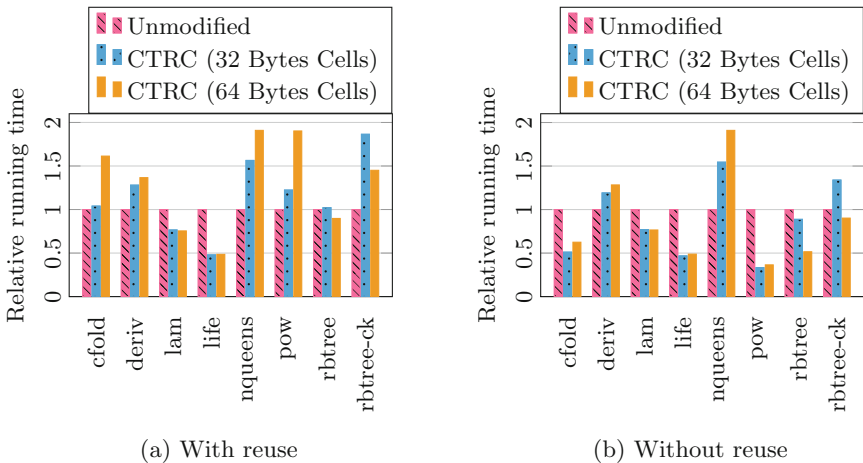 Unmodified
CTRC (32 Bytes Cells)
CTRC (64 Bytes Cells)
Relative running time
2
1.5
1
0.5
0
cfold
deriv
lam
life
nqueens
pow
rbtree
rbtree-ck
(a) With reuse
Unmodified
CTRC (32 Bytes Cells)
CTRC (64 Bytes Cells)
Relative running time
2
1.5
1
0.5
0
cfold
deriv
lam
life
nqueens
pow
rbtree
rbtree-ck
(b) Without reuse